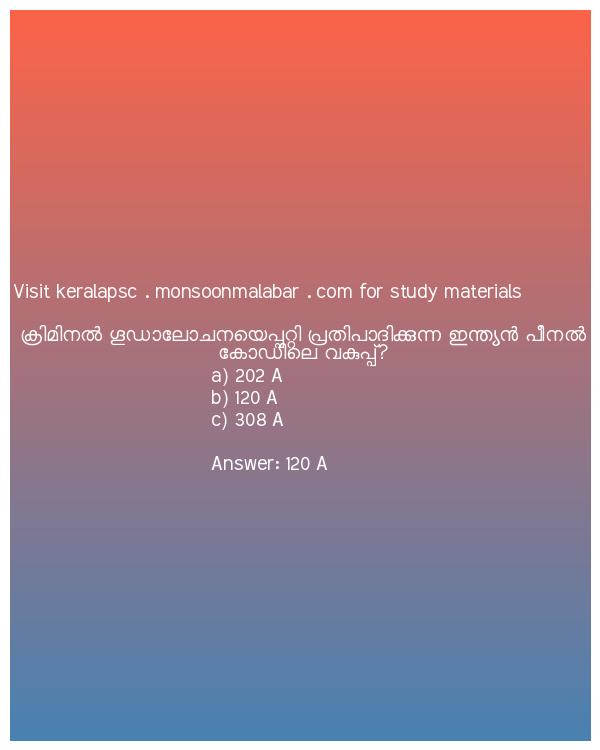 Visit keralapsc . monsoonmalabar . com for study materials
ക്രിമിനൽ ഗൂഡാലോചനയെപ്പറ്റി പ്രതിപാദിക്കുന്ന ഇന്ത്യൻ പീനൽ
കോഡിലെ വകുപ്പ്?
a) 202 A
b) 120 A
c) 308 A
Answer: 120 A